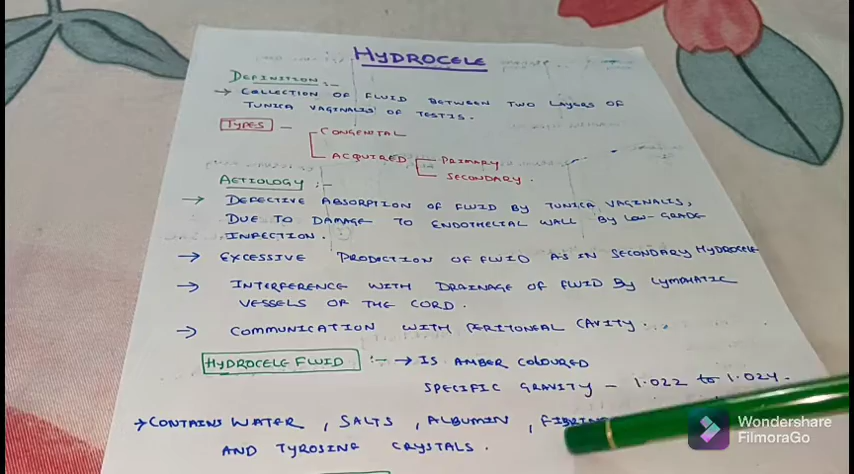 HYDROCELE
DEFINITION :-
→ COLLECTION OF FLUID BETWEEN TWO LAYERS OF
TUNICA VAGINALIS OF TESTIS.
TYPES — CONGENITAL
ACQUIRED PRIMARY
SECONDARY.
AETIOLOGY :-
→ DEFECTIVE ABSORPTION OF FLUID BY TUNICA VAGINALIS,
DUE TO DAMAGE TO ENDOTHELIAL WALL BY LOW-GRADE
INFECTION.
→ EXCESSIVE PRODUCTION OF FLUID AS IN SECONDARY HYDROCELE
→ INTERFERENCE WITH DRAINAGE OF FLUID BY LYMPHATIC
VESSELS OF THE CORD.
→ COMMUNICATION WITH PERITONEAL CAVITY.
HYDROCELE FLUID :- → IS AMBER COLOURED
SPECIFIC GRAVITY - 1.022 to 1.024.
→ CONTAINS WATER, SALTS, ALBUMIN,
AND TYROSINE CRYSTALS.
Wondershare
FilmoraGo